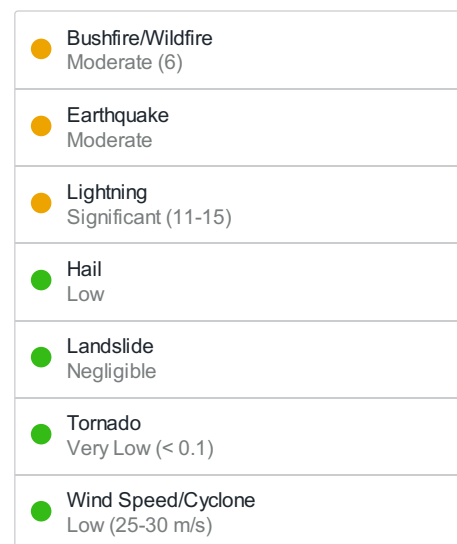 Bushfire/Wildfire
Moderate (6)
Earthquake
Moderate
Lightning
Significant (11-15)
Hail
Low
Landslide
Negligible
Tornado
Very Low (< 0.1)
Wind Speed/Cyclone
Low (25-30 m/s)